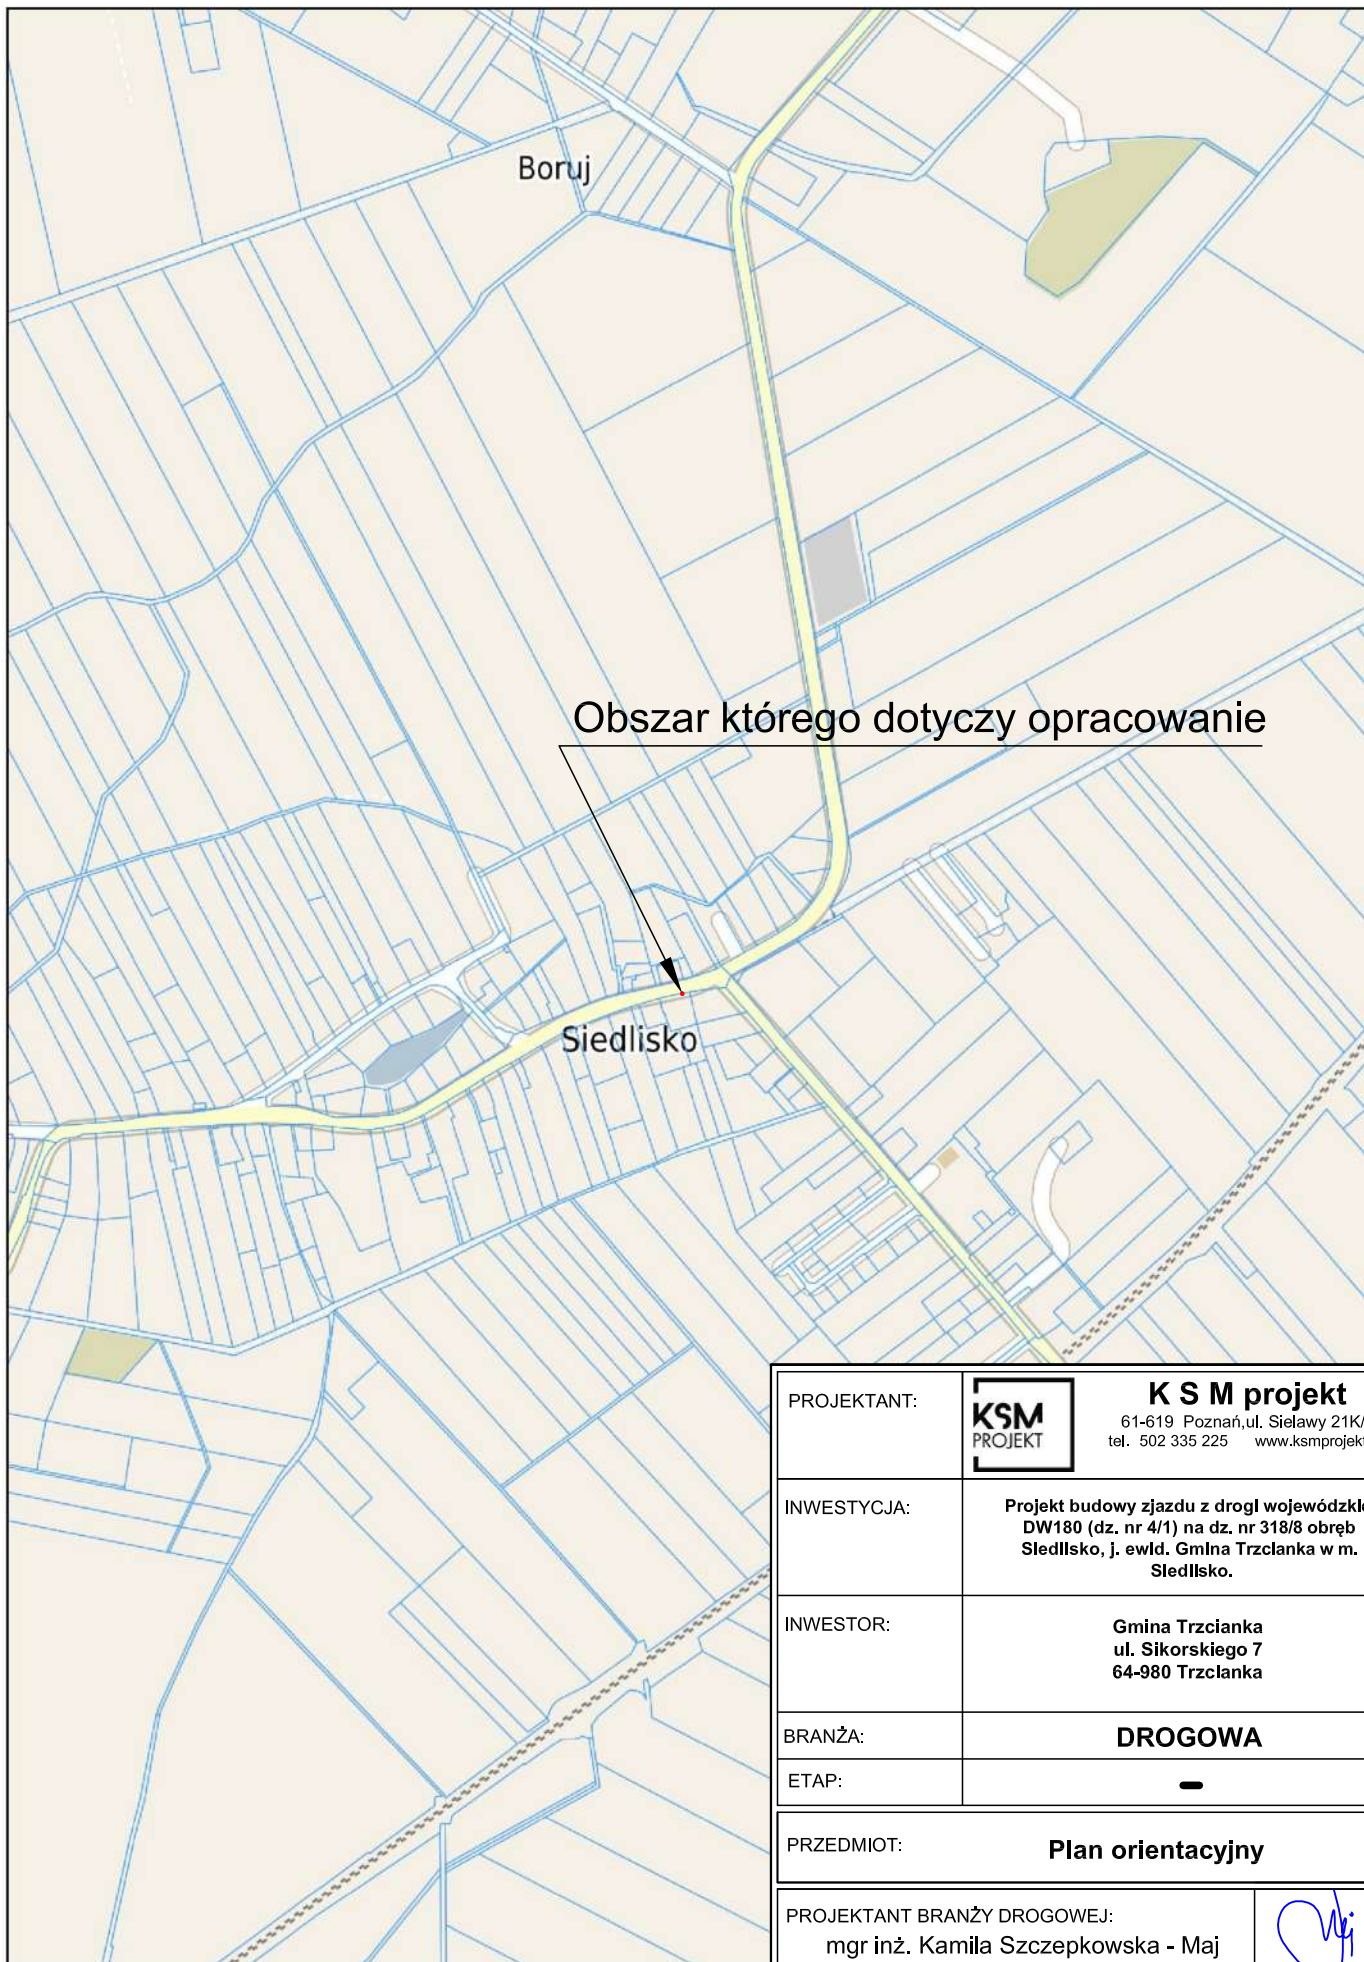 Boruj
Obszar którego dotyczy opracowanie
Siedlisko
PROJEKTANT:
KSM
PROJEKT
K S M projekt
61-619 Poznań,ul. Sielawy 21K/
tel. 502 335 225 www.ksmprojekt
INWESTYCJA:
Projekt budowy zjazdu z drogi wojewódzkie
DW180 (dz. nr 4/1) na dz. nr 318/8 obręb
Siedlisko, j. ewid. Gmina Trzcianka w m.
Siedlisko.
INWESTOR:
Gmina Trzcianka
ul. Sikorskiego 7
64-980 Trzcianka
BRANŻA:
DROGOWA
ETAP:
-
PRZEDMIOT:
Plan orientacyjny
PROJEKTANT BRANŻY DROGOWEJ:
mgr inż. Kamila Szczepkowska - Maj